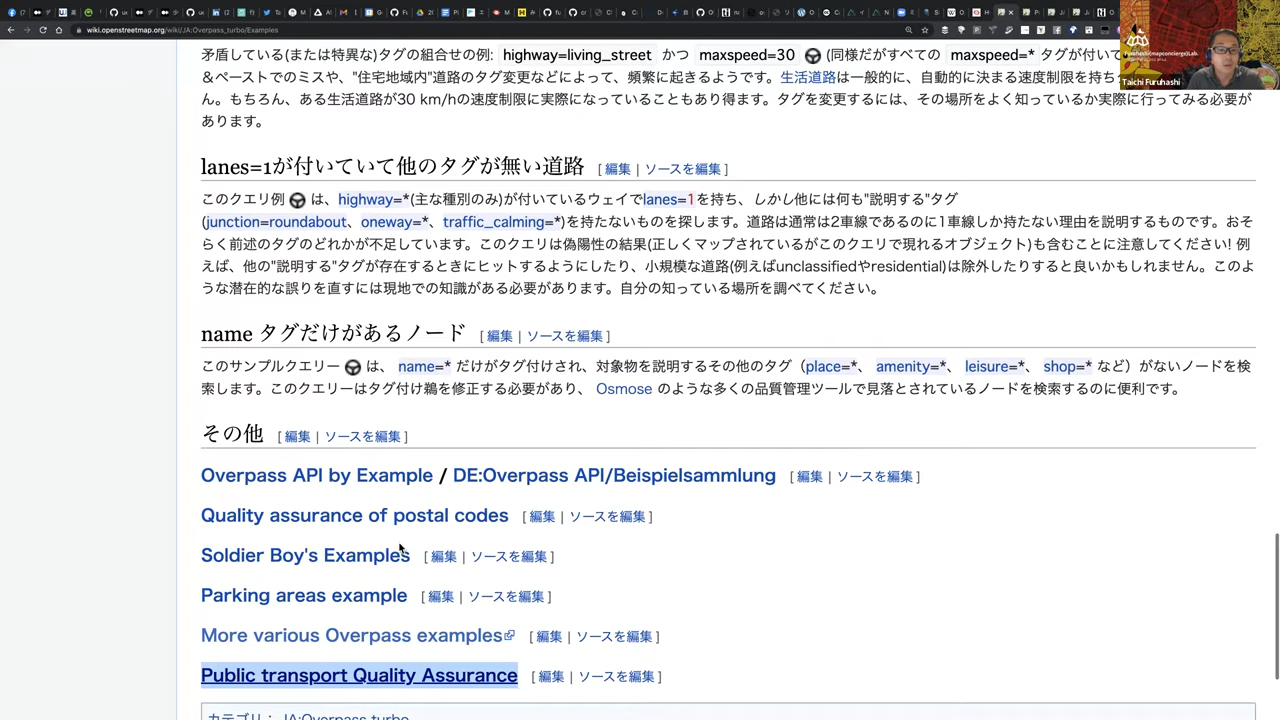 wiki.openstreetmap.org/wiki/JA:Overpass_turbo/Examples
矛盾している(または特異な)タグの組合せの例: highway=living_street かつ maxspeed=30 (同様だがすべての maxspeed=* タグが付いて
&ペーストでのミスや、"住宅地域内"道路のタグ変更などによって、頻繁に起きるようです。生活道路は一般的に、自動的に決まる速度制限を持ち
ん。もちろん、ある生活道路が30 km/hの速度制限に実際になっていることもあり得ます。タグを変更するには、その場所をよく知っているか実際に行ってみる必要が
あります。
Taichi Furuhashi
lanes=1が付いていて他のタグが無い道路 [ 編集 | ソースを編集 ]
このクエリ例 は、 highway=*(主な種別のみ)が付いているウェイでlanes=1を持ち、しかし他には何も"説明する"タグ
(junction=roundabout、oneway=*、traffic_calming=*)を持たないものを探します。道路は通常は2車線であるのに1車線しか持たない理由を説明するものです。おそ
らく前述のタグのどれかが不足しています。このクエリは偽陽性の結果(正しくマップされているがこのクエリで現れるオブジェクト)も含むことに注意してください! 例
えば、他の"説明する"タグが存在するときにヒットするようにしたり、小規模な道路(例えばunclassifiedやresidential)は除外したりすると良いかもしれません。このよ
うな潜在的な誤りを直すには現地での知識がある必要があります。自分の知っている場所を調べてください。
name タグだけがあるノード [ 編集 | ソースを編集 ]
このサンプルクエリー は、 name=* だけがタグ付けされ、対象物を説明するその他のタグ（place=*、 amenity=*、 leisure=*、 shop=* など）がないノードを検
索します。このクエリーはタグ付け鵜を修正する必要があり、 Osmose のような多くの品質管理ツールで見落とされているノードを検索するのに便利です。
その他 [ 編集 | ソースを編集 ]
Overpass API by Example / DE:Overpass API/Beispielsammlung [ 編集 | ソースを編集 ]
Quality assurance of postal codes [ 編集 | ソースを編集 ]
Soldier Boy's Examples [ 編集 | ソースを編集 ]
Parking areas example [ 編集 | ソースを編集 ]
More various Overpass examples [ 編集 | ソースを編集 ]
Public transport Quality Assurance [ 編集 | ソースを編集 ]
カテゴリ: JA:Overpass turbo